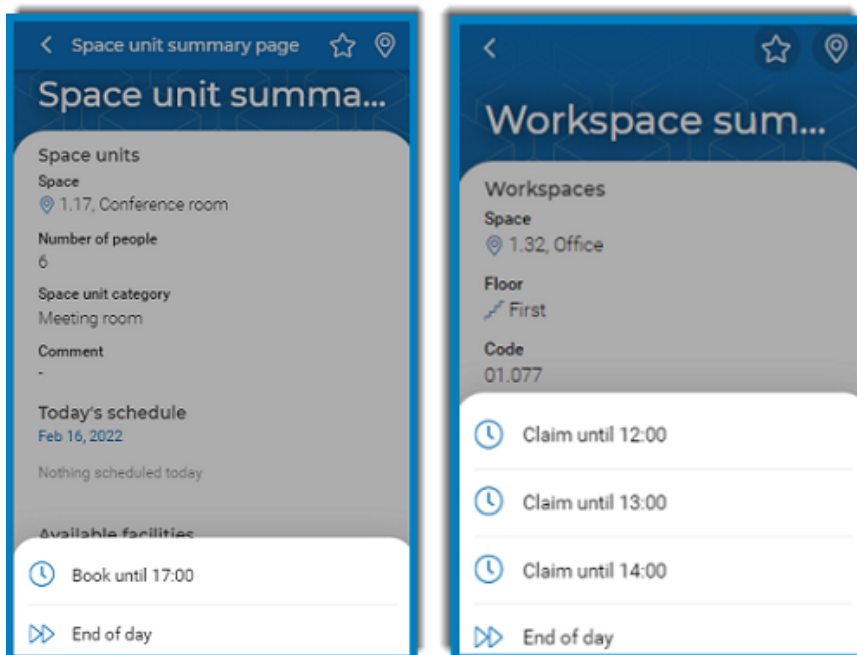 Space unit summary page
Space unit summa...
Space units
Space
1.17, Conference room
Number of people
6
Space unit category
Meeting room
Comment
-
Today's schedule
Feb 16, 2022
Nothing scheduled today
Available facilities
Book until 17:00
End of day
Workspace sum...
Workspaces
Space
1.32, Office
Floor
First
Code
01.077
Claim until 12:00
Claim until 13:00
Claim until 14:00
End of day